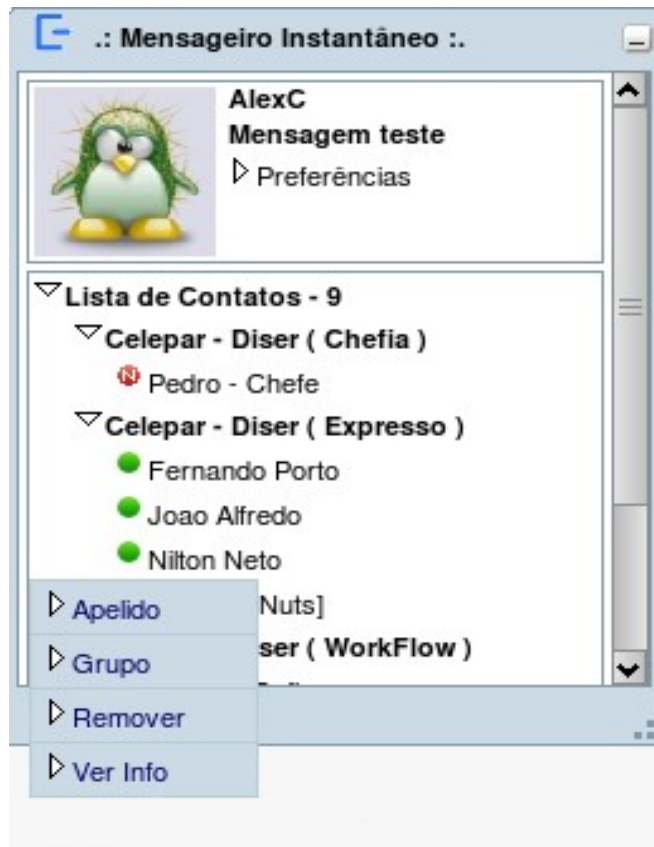 .: Mensageiro Instantâneo :.
AlexC
Mensagem teste
Preferências
Lista de Contatos - 9
Celepar - Diser ( Chefia )
Pedro - Chefe
Celepar - Diser ( Expresso )
Fernando Porto
Joao Alfredo
Nilton Neto
Nuts]
ser ( WorkFlow )
Apelido
Grupo
Remover
Ver Info